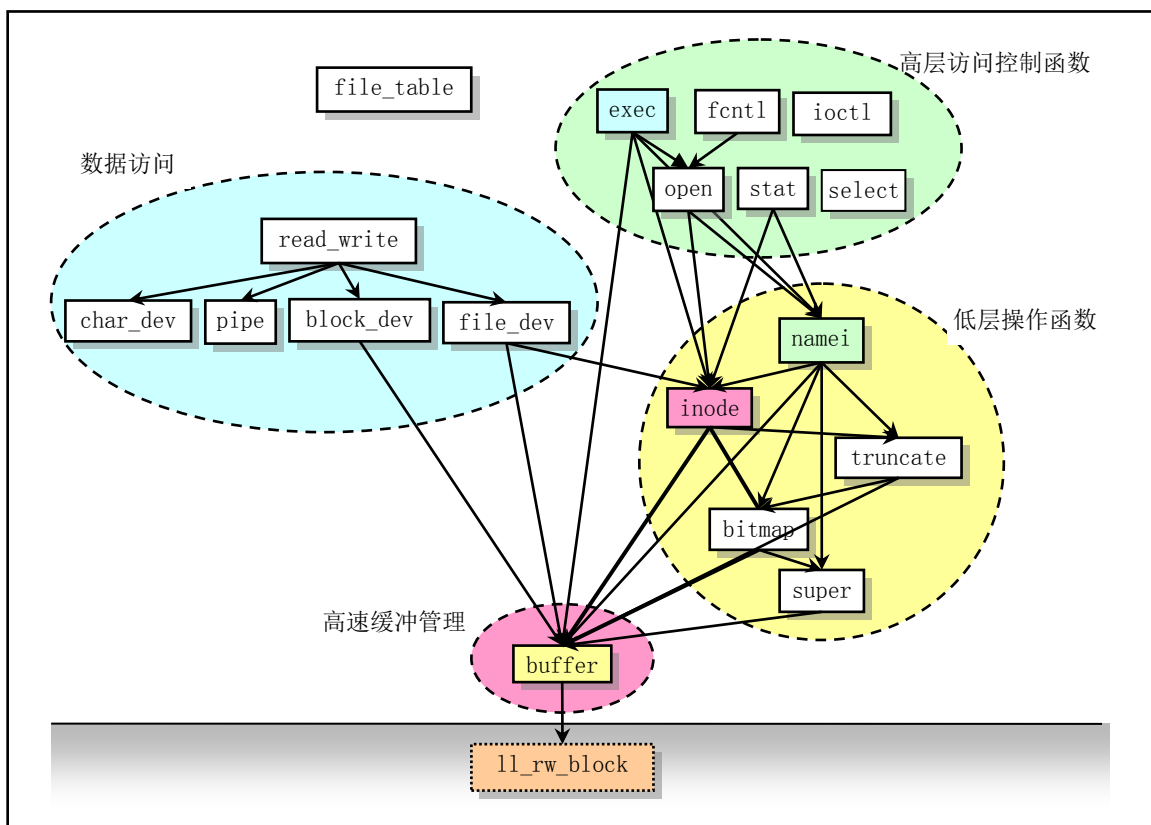 高层访问控制函数
file_table
exec
fcntl
ioctl
数据访问
open
stat
select
read_write
char_dev
pipe
block_dev
file_dev
低层操作函数
namei
inode
truncate
bitmap
super
高速缓冲管理
buffer
ll_rw_block